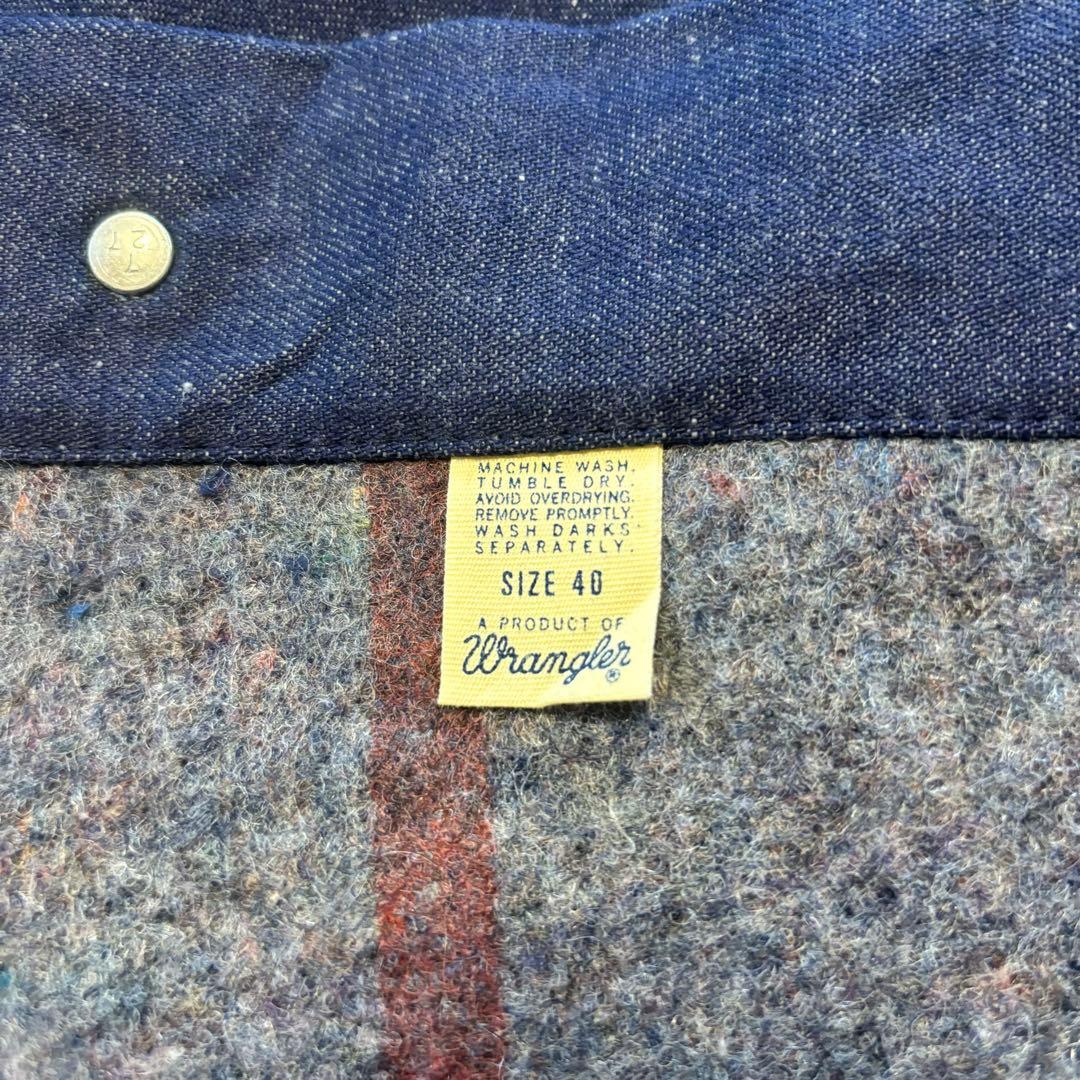 MACHINE WASH.
TUMBLE DRY.
AVOID OVERDRYING.
REMOVE PROMPTLY.
WASH DARKS
SEPARATELY.
SIZE 40
A PRODUCT OF
Wrangler®